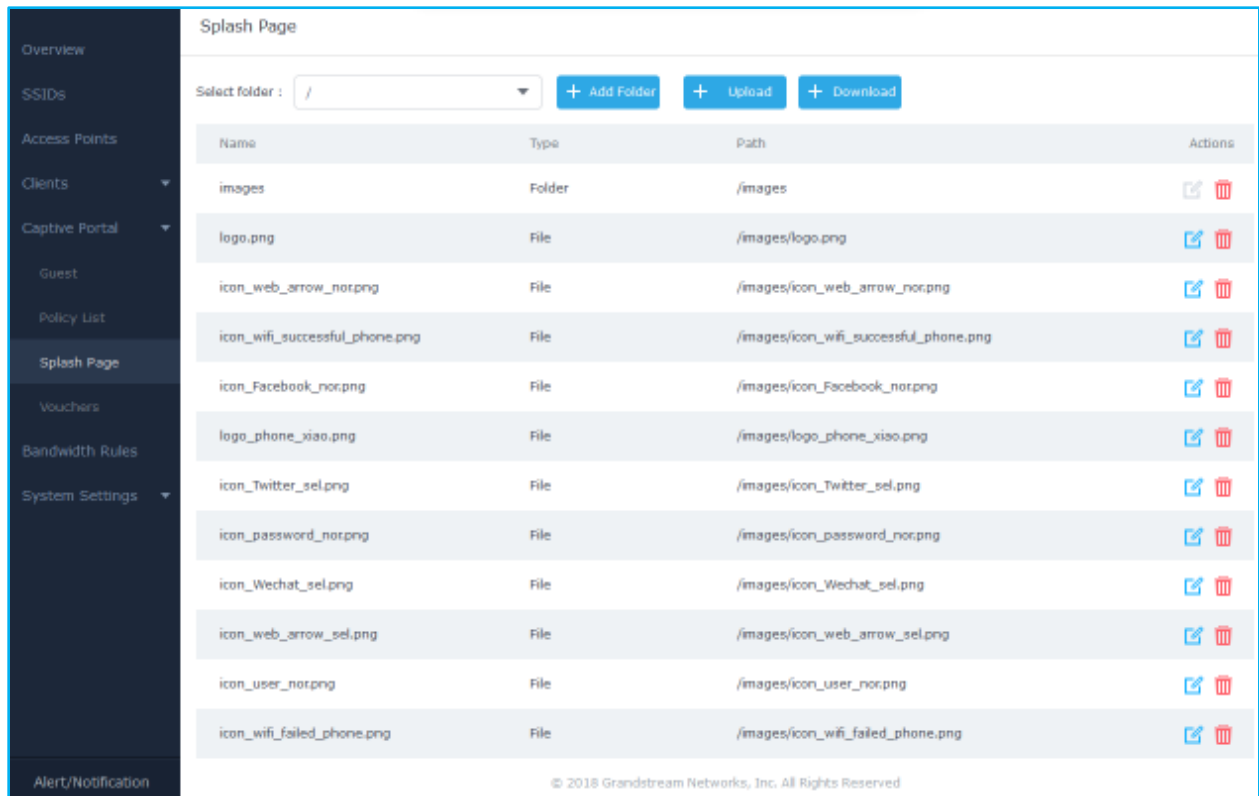 Splash Page
Overview
SSIDs
Access Points
Clients
Captive Portal
Guest
Policy List
Splash Page
Vouchers
Bandwidth Rules
System Settings
Alert/Notification
Select folder : / + Add Folder + Upload + Download
Name Type Path Actions
images Folder /images
logo.png File /images/logo.png
icon_web_arrow_nor.png File /images/icon_web_arrow_nor.png
icon_wifi_successful_phone.png File /images/icon_wifi_successful_phone.png
icon_Facebook_nor.png File /images/icon_Facebook_nor.png
logo_phone_xiao.png File /images/logo_phone_xiao.png
icon_Twitter_sel.png File /images/icon_Twitter_sel.png
icon_password_nor.png File /images/icon_password_nor.png
icon_Wechat_sel.png File /images/icon_Wechat_sel.png
icon_web_arrow_sel.png File /images/icon_web_arrow_sel.png
icon_user_nor.png File /images/icon_user_nor.png
icon_wifi_failed_phone.png File /images/icon_wifi_failed_phone.png
© 2018 Grandstream Networks, Inc. All Rights Reserved